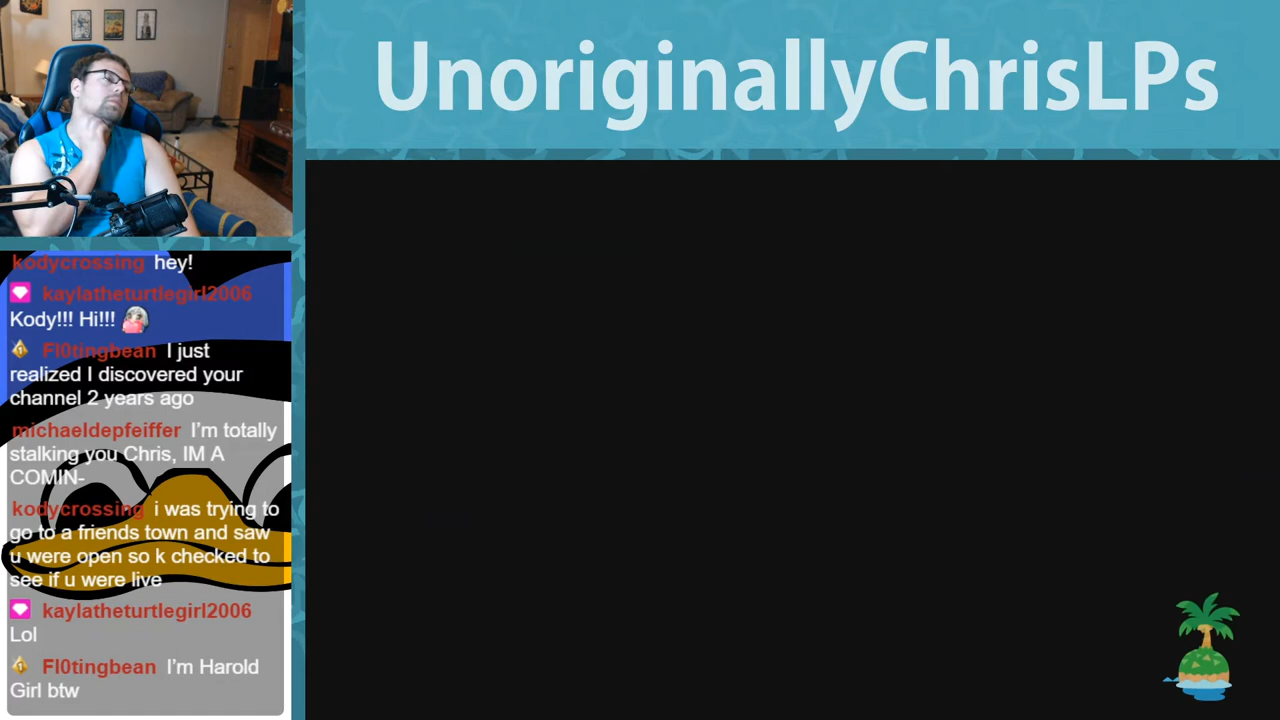 UnoriginallyChrisLPs
kodycrossing hey!
kaylatheturtlegirl2006
Kody!!! Hi!!!
Fl0tingbean I just
realized I discovered your
channel 2 years ago
michaeldepfeiffer I’m totally
stalking you Chris, IM A
COMIN-
kodycrossing i was trying to
go to a friends town and saw
u were open so k checked to
see if u were live
kaylatheturtlegirl2006
Lol
Fl0tingbean I’m Harold
Girl btw